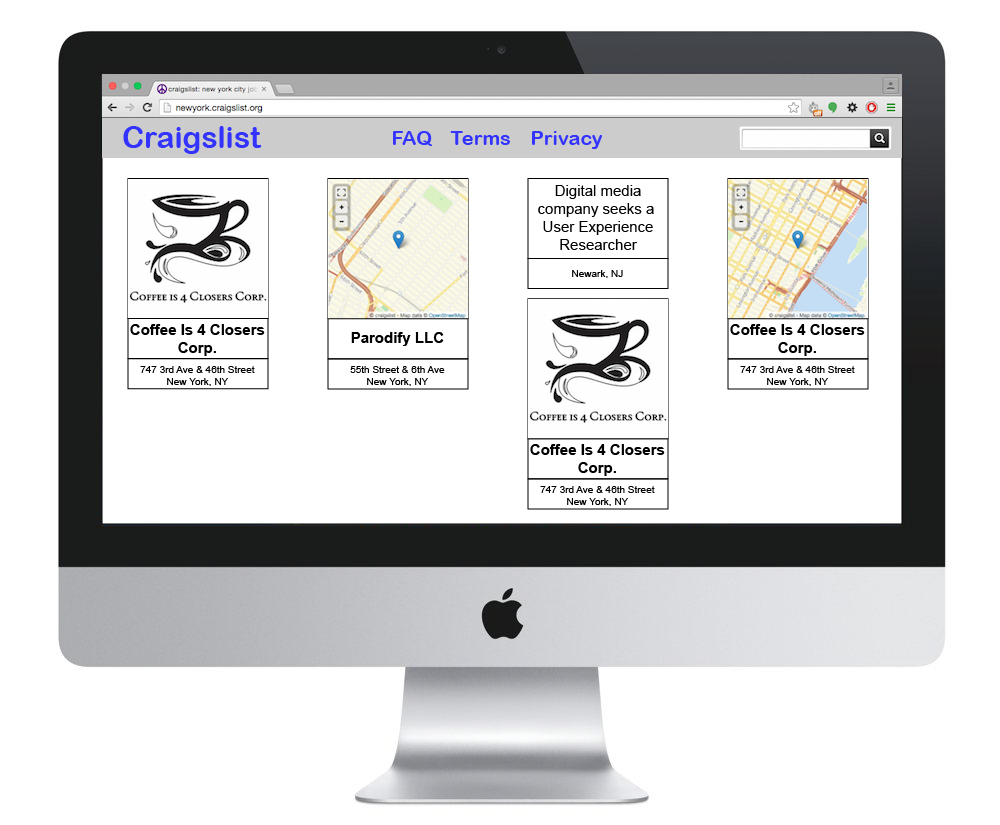 craigslist: new york city jo
newyork.craigslist.org
Craigslist
FAQ Terms Privacy
COFFEE IS 4 CLOSERS CORP.
Coffee Is 4 Closers
Corp.
747 3rd Ave & 46th Street
New York, NY
© craigslist - Map data © OpenStreetMap
Parodify LLC
55th Street & 6th Ave
New York, NY
Digital media
company seeks a
User Experience
Researcher
Newark, NJ
COFFEE IS 4 CLOSERS CORP.
Coffee Is 4 Closers
Corp.
747 3rd Ave & 46th Street
New York, NY
© craigslist - Map data © OpenStreetMap
Coffee Is 4 Closers
Corp.
747 3rd Ave & 46th Street
New York, NY